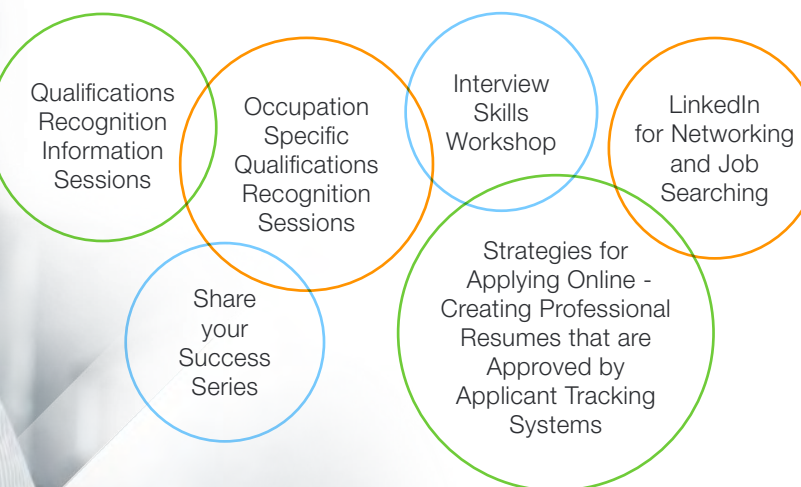 Qualifications
Recognition
Information
Sessions
Occupation
Specific
Qualifications
Recognition
Sessions
Interview
Skills
Workshop
LinkedIn
for Networking
and Job
Searching
Share
your
Success
Series
Strategies for
Applying Online -
Creating Professional
Resumes that are
Approved by
Applicant Tracking
Systems